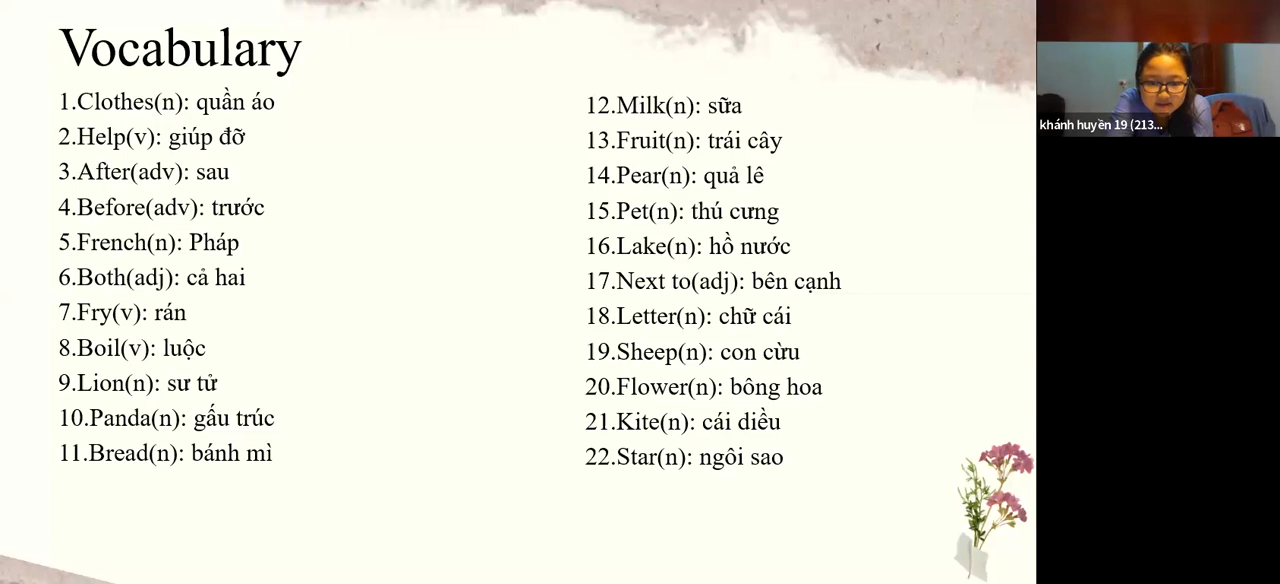 Vocabulary
1.Clothes(n): quần áo
2.Help(v): giúp đỡ
3.After(adv): sau
4.Before(adv): trước
5.French(n): Pháp
6.Both(adj): cả hai
7.Fry(v): rán
8.Boil(v): luộc
9.Lion(n): sư tử
10.Panda(n): gấu trúc
11.Bread(n): bánh mì
12.Milk(n): sữa
13.Fruit(n): trái cây
14.Pear(n): quả lê
15.Pet(n): thú cưng
16.Lake(n): hồ nước
17.Next to(adj): bên cạnh
18.Letter(n): chữ cái
19.Sheep(n): con cừu
20.Flower(n): bông hoa
21.Kite(n): cái diều
22.Star(n): ngôi sao
khánh huyền 19 (213...